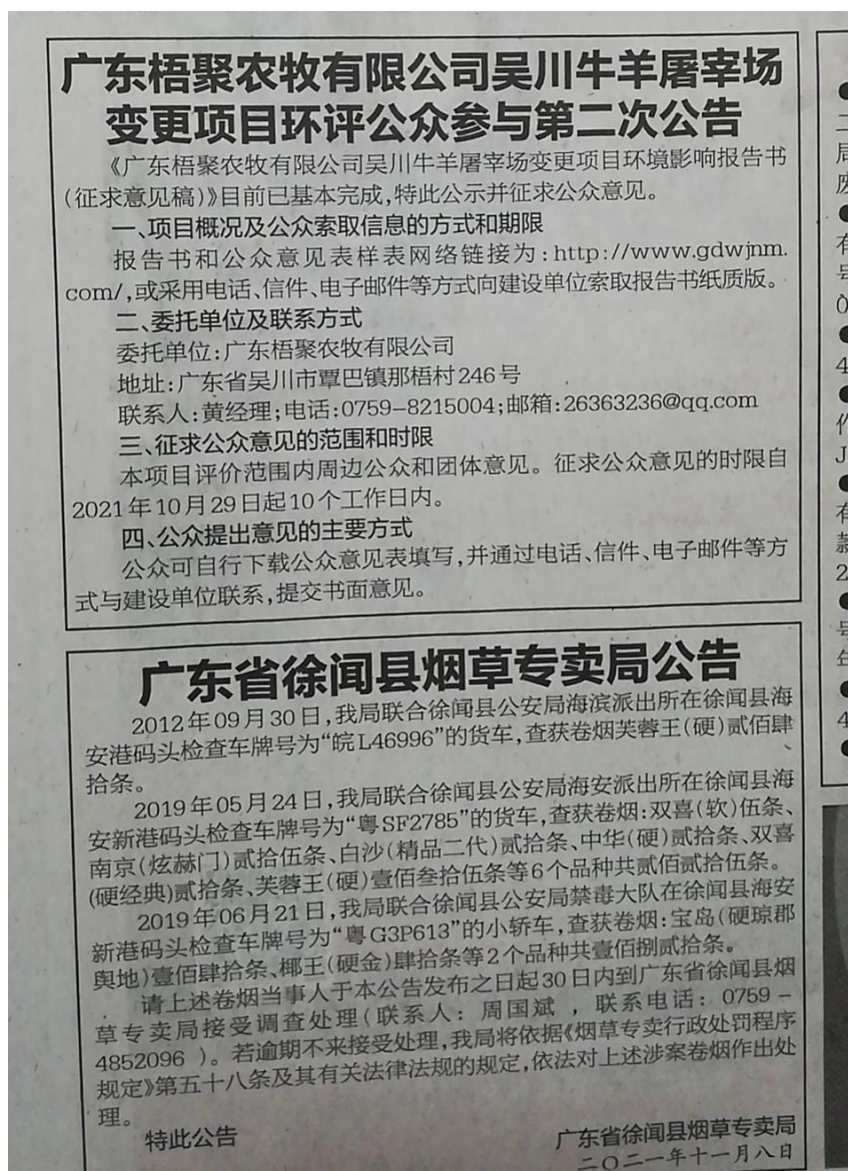 广东梧聚农牧有限公司吴川牛羊屠宰场
变更项目环评公众参与第二次公告
《广东梧聚农牧有限公司吴川牛羊屠宰场变更项目环境影响报告书
(征求意见稿)》目前已基本完成,特此公示并征求公众意见。
一、项目概况及公众索取信息的方式和期限
报告书和公众意见表样表网络链接为:http://www.gdwjnm.
com/,或采用电话、信件、电子邮件等方式向建设单位索取报告书纸质版。
二、委托单位及联系方式
委托单位:广东梧聚农牧有限公司
地址:广东省吴川市覃巴镇那梧村246号
联系人:黄经理;电话:0759-8215004;邮箱:26363236@qq.com
三、征求公众意见的范围和时限
本项目评价范围内周边公众和团体意见。征求公众意见的时限自
2021年10月29日起10个工作日内。
四、公众提出意见的主要方式
公众可自行下载公众意见表填写,并通过电话、信件、电子邮件等方
式与建设单位联系,提交书面意见。
广东省徐闻县烟草专卖局公告
2012年09月30日,我局联合徐闻县公安局海滨派出所在徐闻县海
安港码头检查车牌号为“皖L46996”的货车,查获卷烟芙蓉王(硬)贰佰肆
拾条。
2019年05月24日,我局联合徐闻县公安局海安派出所在徐闻县海
安新港码头检查车牌号为“粤SF2785”的货车,查获卷烟:双喜(软)伍条、
南京(炫赫门)贰拾伍条、白沙(精品二代)贰拾条、中华(硬)贰拾条、双喜
(硬经典)贰拾条、芙蓉王(硬)壹佰叁拾伍条等6个品种共贰佰贰拾伍条。
2019年06月21日,我局联合徐闻县公安局禁毒大队在徐闻县海安
新港码头检查车牌号为“粤G3P613”的小轿车,查获卷烟:宝岛(硬琼郡
舆地)壹佰肆拾条、椰王(硬金)肆拾条等2个品种共壹佰捌贰拾条。
请上述卷烟当事人于本公告发布之日起30日内到广东省徐闻县烟
草专卖局接受调查处理(联系人: 周国斌 , 联系电话: 0759-
4852096 )。若逾期不来接受处理,我局将依据《烟草专卖行政处罚程序
规定》第五十八条及其有关法律法规的规定,依法对上述涉案卷烟作出处
理。
特此公告
广东省徐闻县烟草专卖局
二〇二一年十一月八日